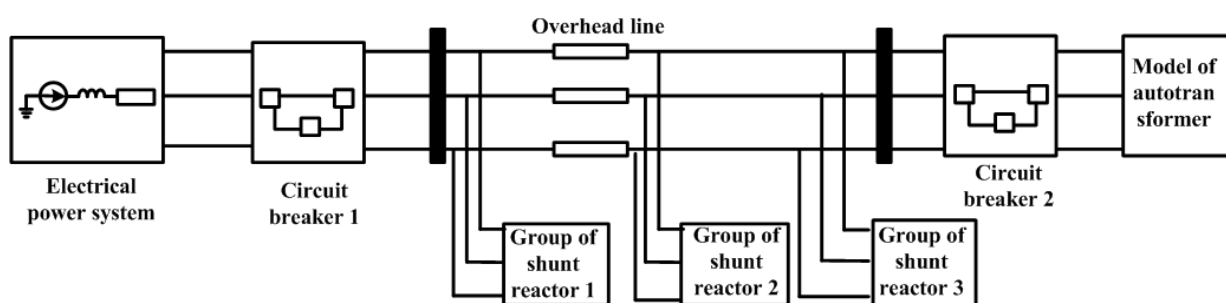 Overhead line
Electrical
power system
Circuit
breaker 1
Group of
shunt
reactor 1
Group of
shunt
reactor 2
Group of
shunt
reactor 3
Circuit
breaker 2
Model of
autotran
sformer